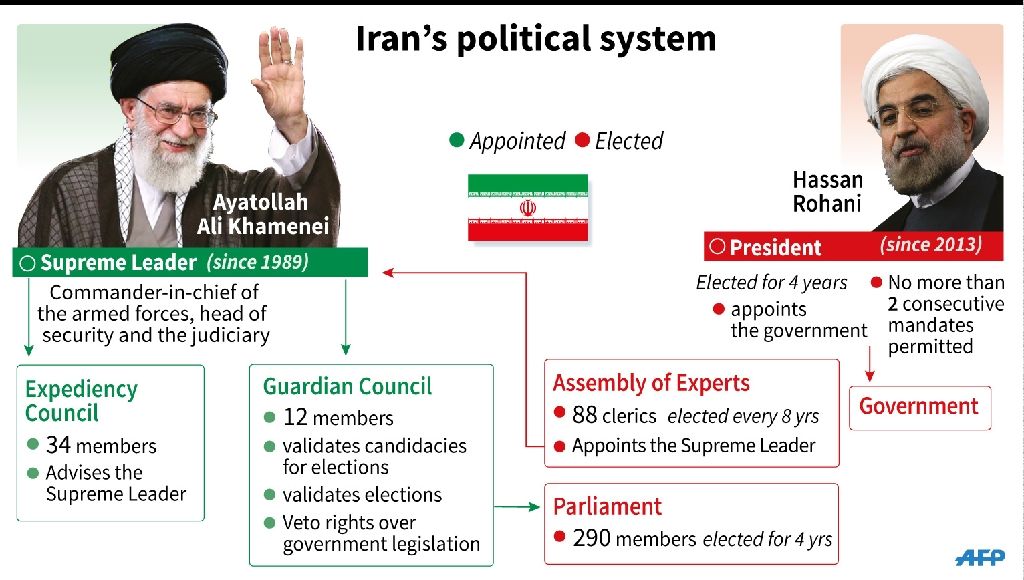 Iran's political system
Appointed
Elected
Ayatollah
Ali Khamenei
Supreme Leader (since 1989)
Commander-in-chief of
the armed forces, head of
security and the judiciary
Hassan
Rohani
President (since 2013)
Elected for 4 years
appoints
the government
No more than
2 consecutive
mandates
permitted
Expediency
Council
34 members
Advises the
Supreme Leader
Guardian Council
12 members
validates candidacies
for elections
validates elections
Veto rights over
government legislation
Assembly of Experts
88 clerics elected every 8 yrs
Appoints the Supreme Leader
Government
Parliament
290 members elected for 4 yrs
AFP